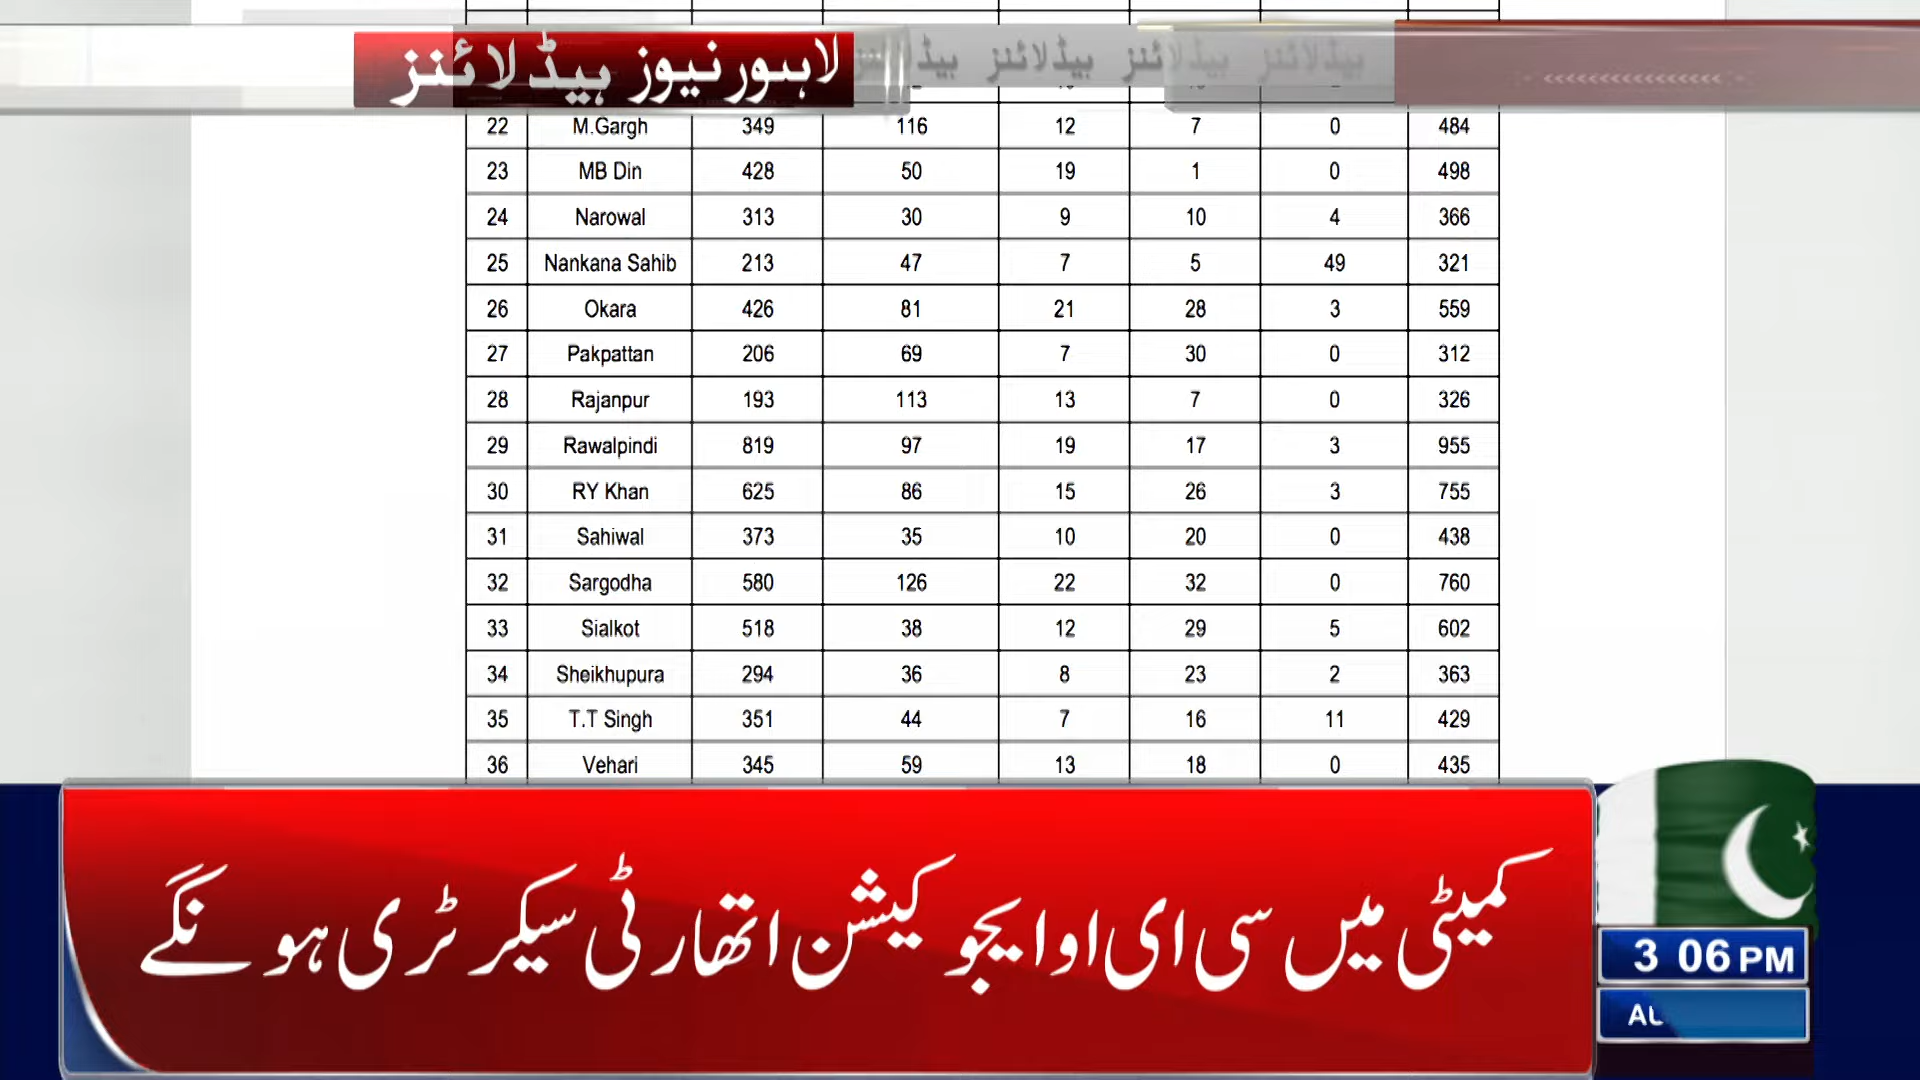 لاہور نیوز ہیڈلائنز
ہیڈلائنز ہیڈلائنز ہیڈلائنز
22 M.Gargh 349 116 12 7 0 484
23 MB Din 428 50 19 1 0 498
24 Narowal 313 30 9 10 4 366
25 Nankana Sahib 213 47 7 5 49 321
26 Okara 426 81 21 28 3 559
27 Pakpattan 206 69 7 30 0 312
28 Rajanpur 193 113 13 7 0 326
29 Rawalpindi 819 97 19 17 3 955
30 RY Khan 625 86 15 26 3 755
31 Sahiwal 373 35 10 20 0 438
32 Sargodha 580 126 22 32 0 760
33 Sialkot 518 38 12 29 5 602
34 Sheikhupura 294 36 8 23 2 363
35 T.T Singh 351 44 7 16 11 429
36 Vehari 345 59 13 18 0 435
کمیٹی میں سی ای او ایجوکیشن اتھارٹی سیکرٹری ہونگے
3 06 PM